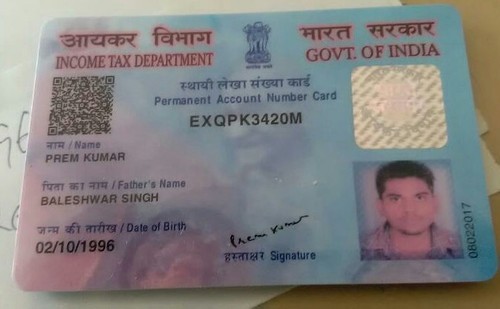 आयकर विभाग
INCOME TAX DEPARTMENT
भारत सरकार
GOVT. OF INDIA
स्थायी लेखा संख्या कार्ड
Permanent Account Number Card
EXQPK3420M
नाम / Name
PREM KUMAR
पिता का नाम / Father's Name
BALESHWAR SINGH
जन्म की तारीख / Date of Birth
02/10/1996
Prem Kumar
हस्ताक्षर Signature
08022017